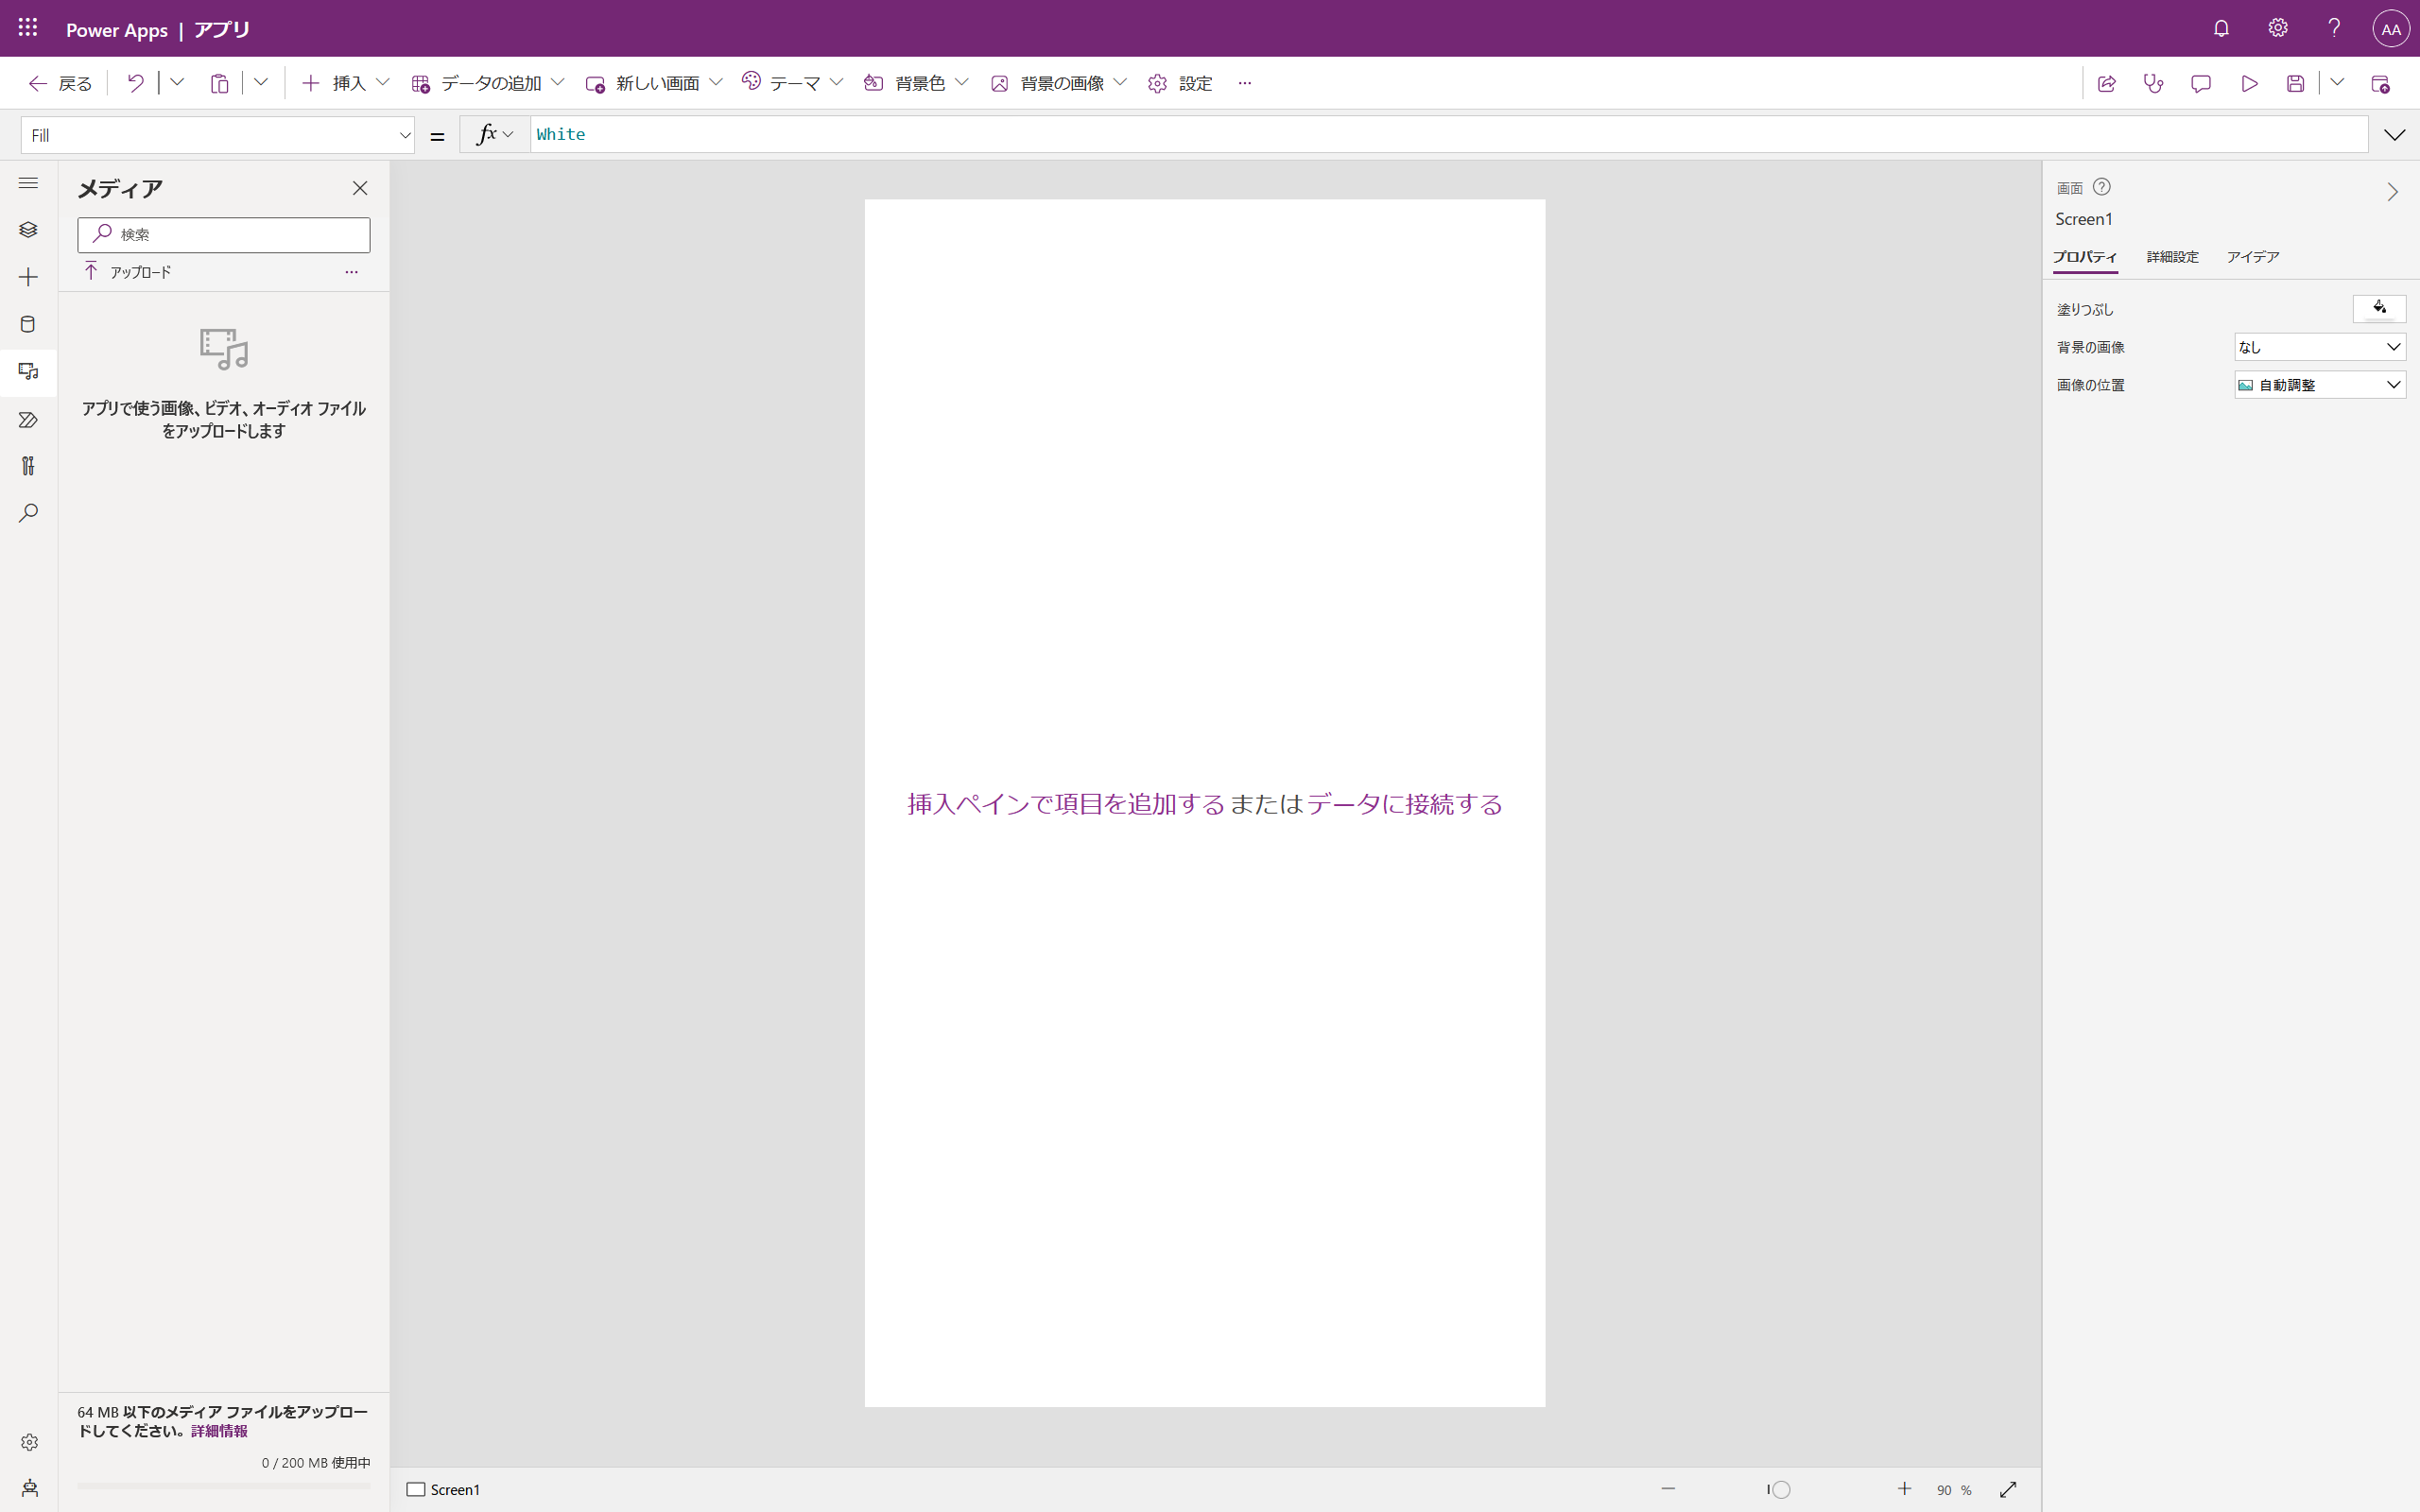 Power Apps | アプリ
AA
戻る
挿入
データの追加
新しい画面
テーマ
背景色
背景の画像
設定
Fill
=
fx
White
メディア
検索
アップロード
アプリで使う画像、ビデオ、オーディオ ファイル
をアップロードします
挿入ペインで項目を追加する または データに接続する
画面
Screen1
プロパティ
詳細設定
アイデア
塗りつぶし
背景の画像
なし
画像の位置
自動調整
64 MB 以下のメディア ファイルをアップロー
ドしてください。詳細情報
0 / 200 MB 使用中
Screen1
90 %